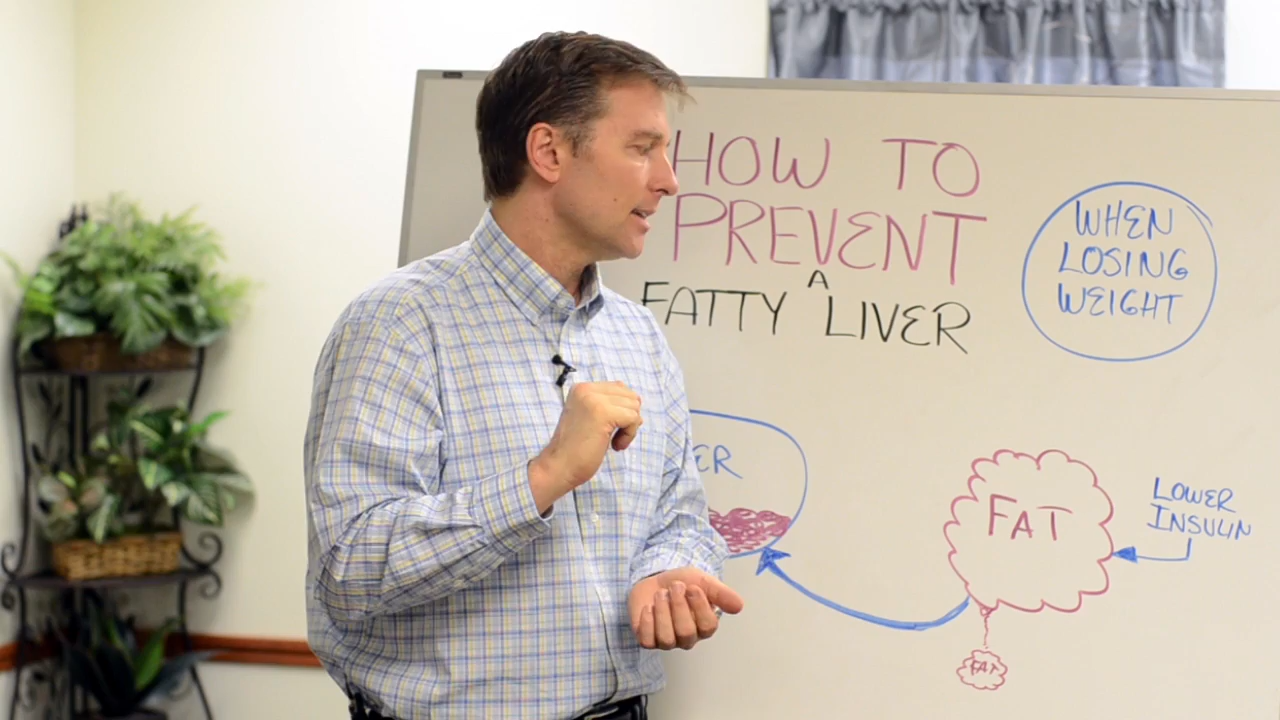 HOW TO
PREVENT
A
FATTY LIVER
WHEN
LOSING
WEIGHT
ER
FAT
LOWER
INSULIN
FAT